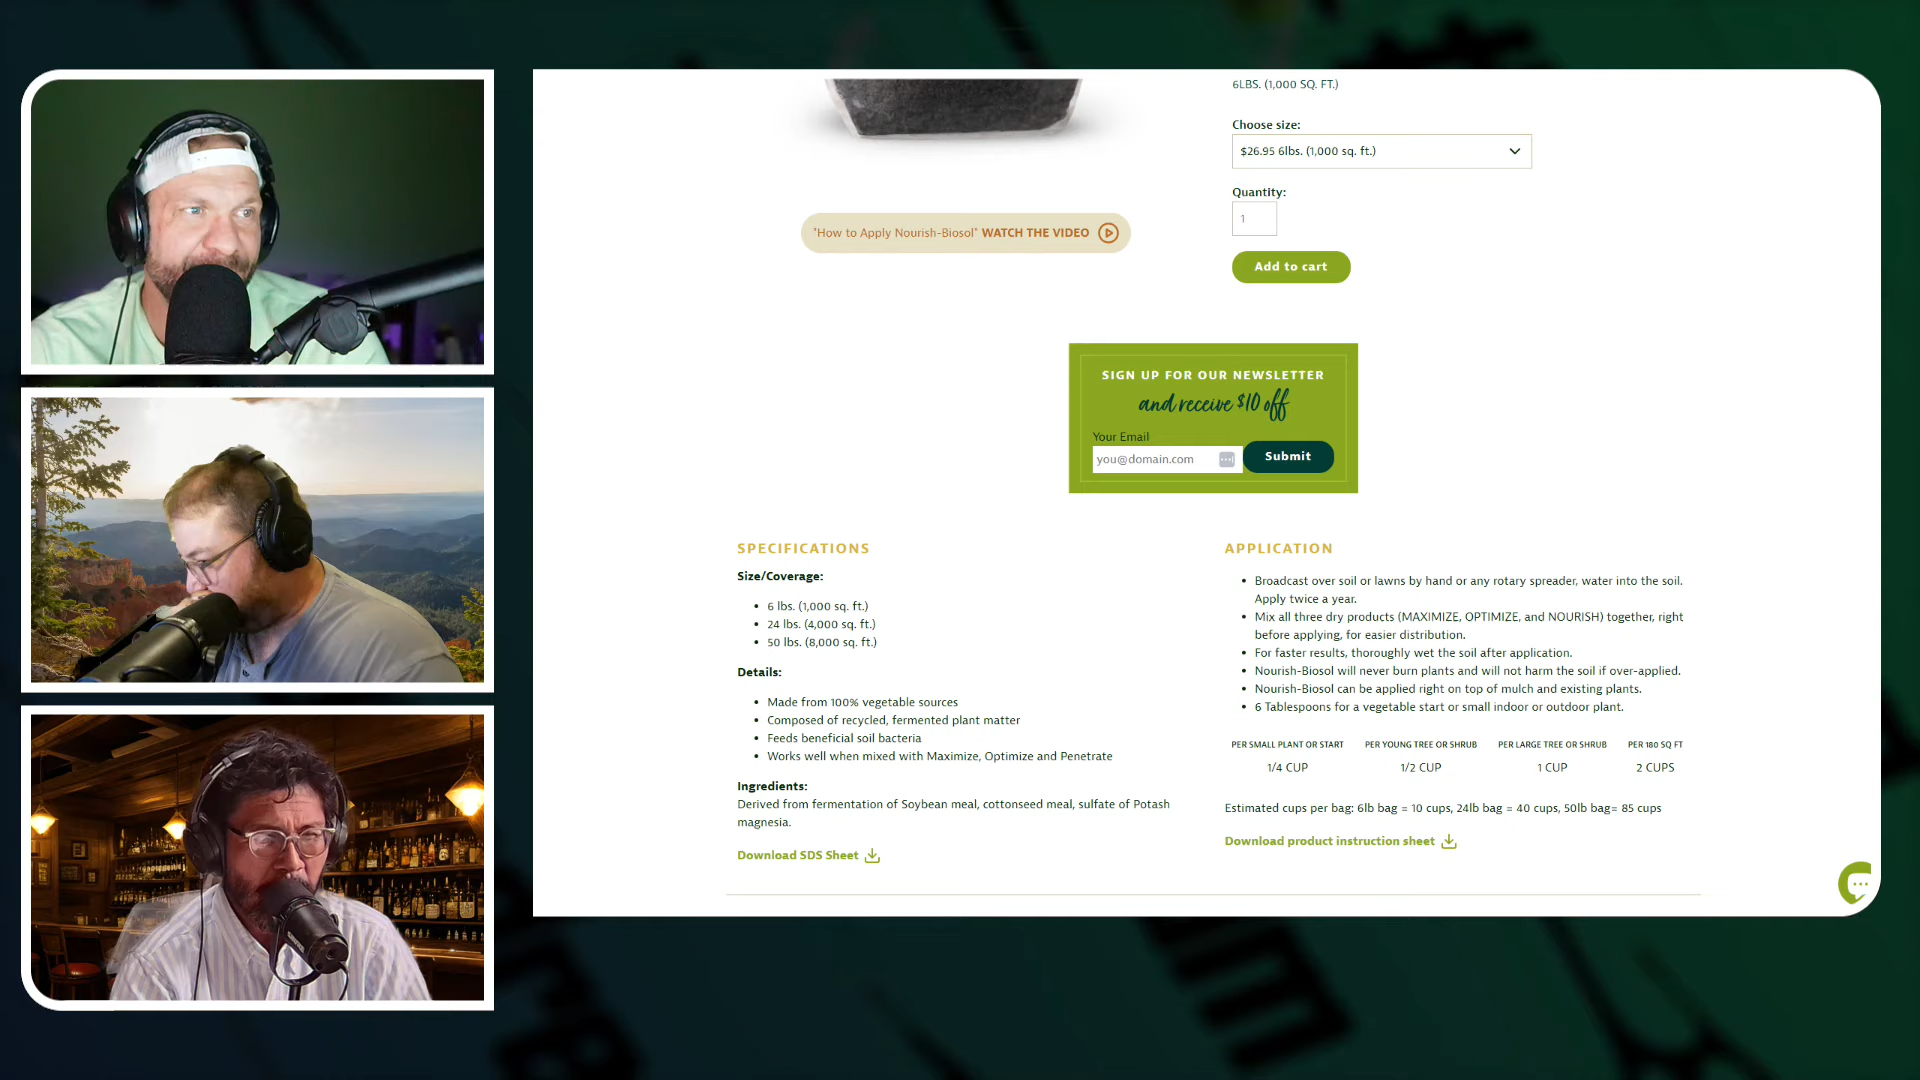 6LBS. (1,000 SQ. FT.)
Choose size:
$26.95 6lbs. (1,000 sq. ft.)
Quantity:
1
"How to Apply Nourish-Biosol" WATCH THE VIDEO
Add to cart
SIGN UP FOR OUR NEWSLETTER
and receive $10 off
Your Email
you@domain.com
Submit
SPECIFICATIONS
Size/Coverage:
• 6 lbs. (1,000 sq. ft.)
• 24 lbs. (4,000 sq. ft.)
• 50 lbs. (8,000 sq. ft.)
Details:
• Made from 100% vegetable sources
• Composed of recycled, fermented plant matter
• Feeds beneficial soil bacteria
• Works well when mixed with Maximize, Optimize and Penetrate
Ingredients:
Derived from fermentation of Soybean meal, cottonseed meal, sulfate of Potash
magnesia.
Download SDS Sheet
APPLICATION
• Broadcast over soil or lawns by hand or any rotary spreader, water into the soil.
Apply twice a year.
• Mix all three dry products (MAXIMIZE, OPTIMIZE, and NOURISH) together, right
before applying, for easier distribution.
• For faster results, thoroughly wet the soil after application.
• Nourish-Biosol will never burn plants and will not harm the soil if over-applied.
• Nourish-Biosol can be applied right on top of mulch and existing plants.
• 6 Tablespoons for a vegetable start or small indoor or outdoor plant.
PER SMALL PLANT OR START PER YOUNG TREE OR SHRUB PER LARGE TREE OR SHRUB PER 180 SQ FT
1/4 CUP 1/2 CUP 1 CUP 2 CUPS
Estimated cups per bag: 6lb bag = 10 cups, 24lb bag = 40 cups, 50lb bag= 85 cups
Download product instruction sheet